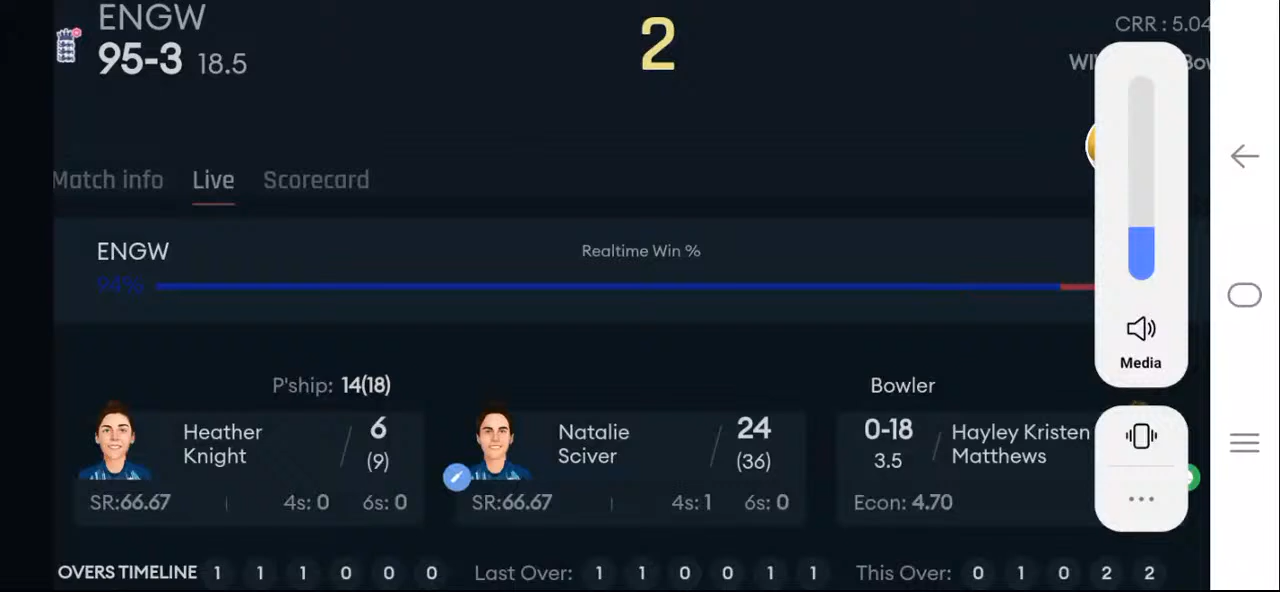 ENGW
95-3 18.5
2
CRR : 5.04
Match info Live Scorecard
ENGW Realtime Win %
94%
P'ship: 14(18) Bowler
Heather Knight 6 (9)
SR:66.67 4s: 0 6s: 0
Natalie Sciver 24 (36)
SR:66.67 4s: 1 6s: 0
0-18 3.5 Hayley Kristen Matthews
Econ: 4.70
OVERS TIMELINE 1 1 1 0 0 0 Last Over: 1 1 0 0 1 1 This Over: 0 1 0 2 2
Media